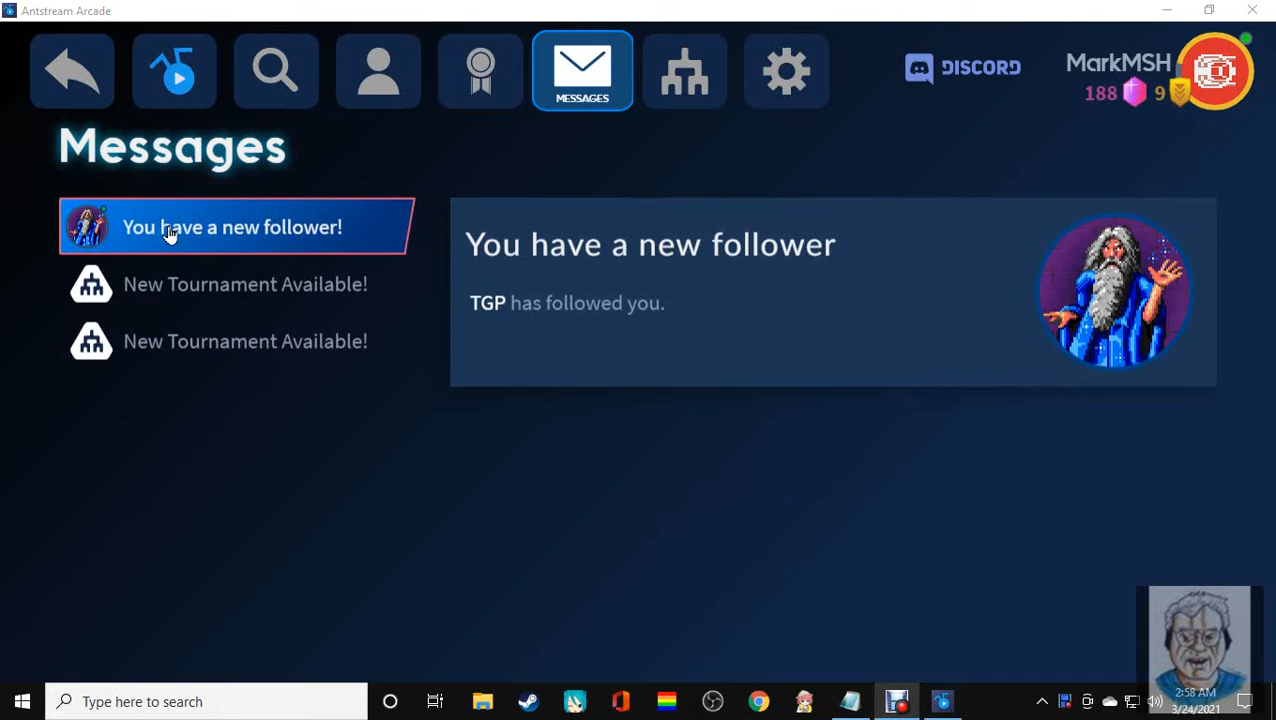 Antstream Arcade
MESSAGES
DISCORD
MarkMSH
188 9
Messages
You have a new follower!
New Tournament Available!
New Tournament Available!
You have a new follower
TGP has followed you.
Type here to search
2:58 AM
3/24/2021